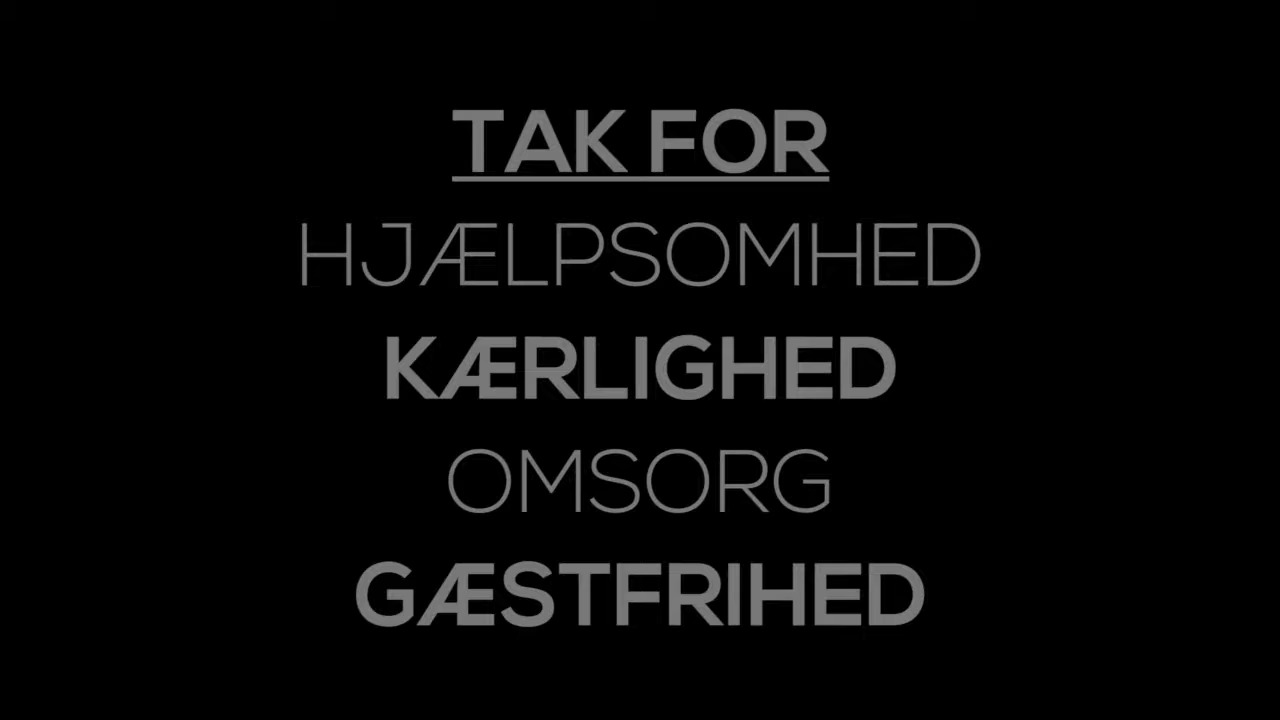 TAK FOR
HJÆLPSOMHED
KÆRLIGHED
OMSORG
GÆSTFRIHED